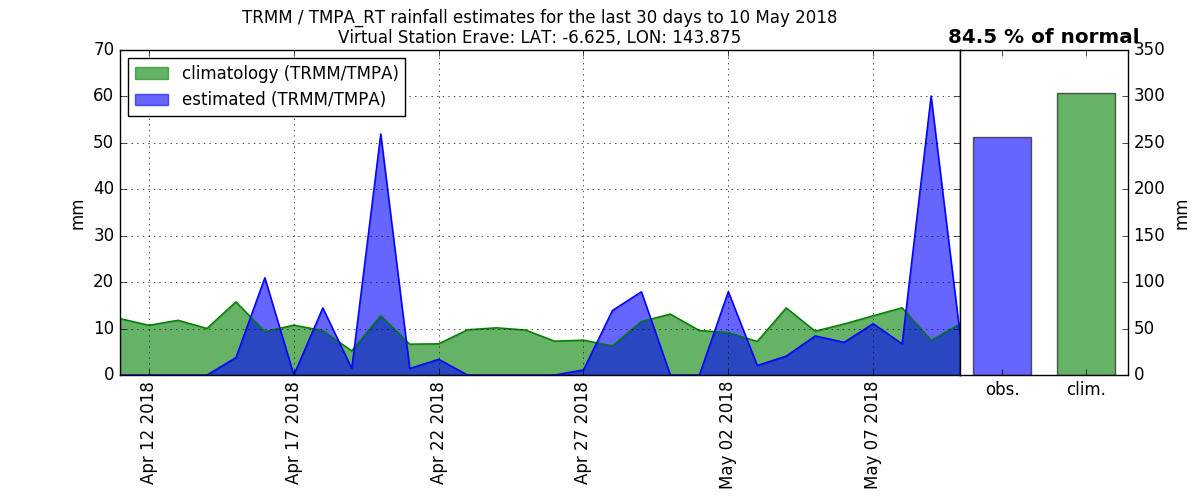 TRMM / TMPA_RT rainfall estimates for the last 30 days to 10 May 2018
Virtual Station Erave: LAT: -6.625, LON: 143.875
84.5 % of normal
climatology (TRMM/TMPA)
estimated (TRMM/TMPA)
70
60
50
40
30
20
10
0
mm
Apr 12 2018
Apr 17 2018
Apr 22 2018
Apr 27 2018
May 02 2018
May 07 2018
obs.
clim.
350
300
250
200
150
100
50
0
mm